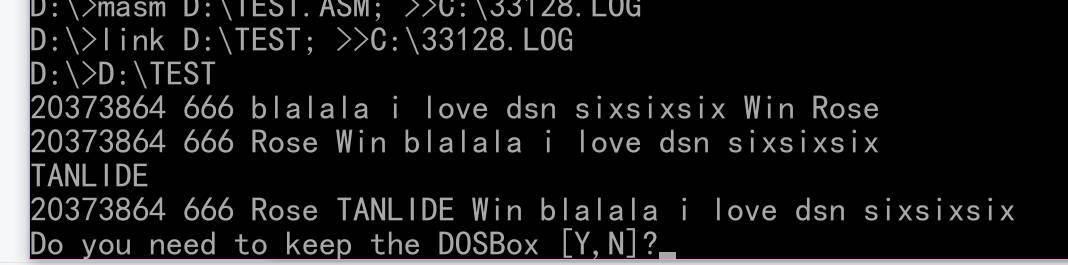 D:\>masm D:\TEST.ASM; >>C:\33128.LOG
D:\>link D:\TEST; >>C:\33128.LOG
D:\>D:\TEST
20373864 666 blalala i love dsn sixsixsix Win Rose
20373864 666 Rose Win blalala i love dsn sixsixsix
TANLIDE
20373864 666 Rose TANLIDE Win blalala i love dsn sixsixsix
Do you need to keep the DOSBox [Y,N]?